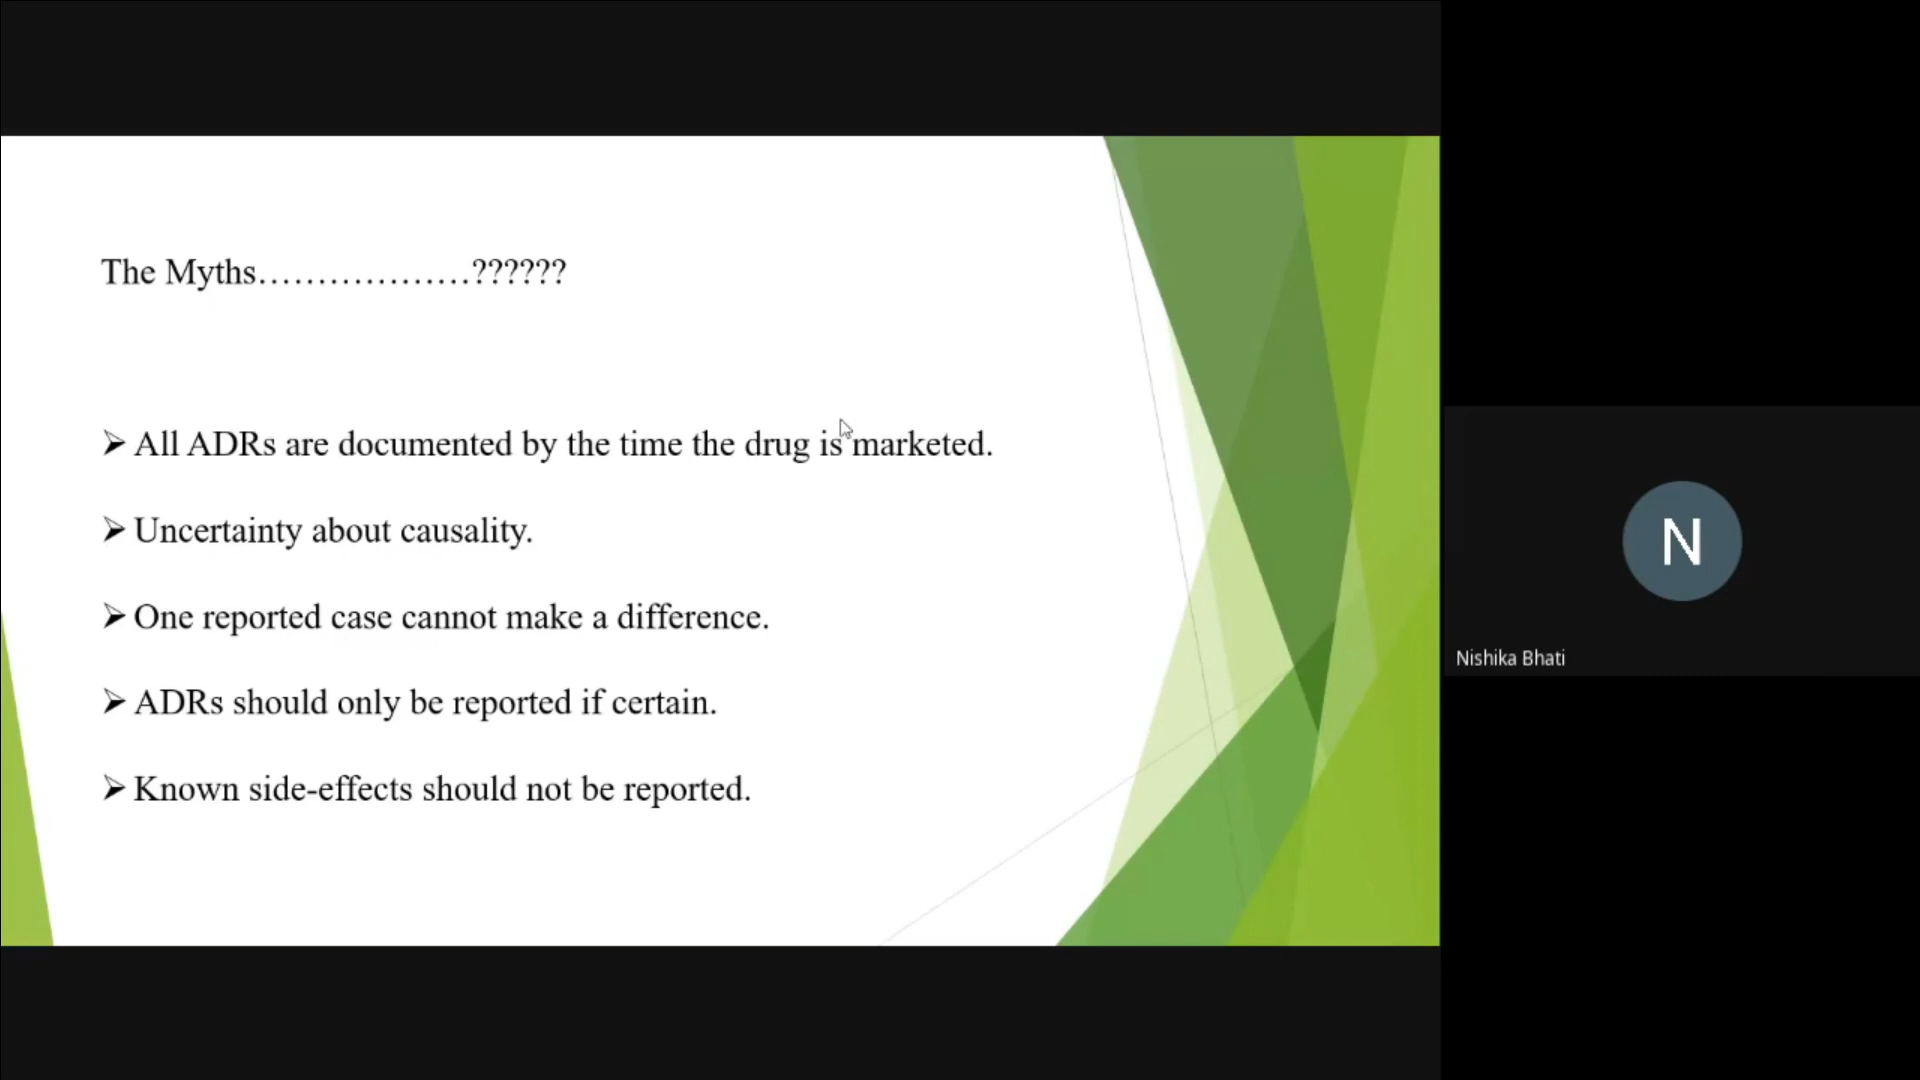 The Myths………………??????
➢ All ADRs are documented by the time the drug is marketed.
➢ Uncertainty about causality.
➢ One reported case cannot make a difference.
➢ ADRs should only be reported if certain.
➢ Known side-effects should not be reported.
N
Nishika Bhati